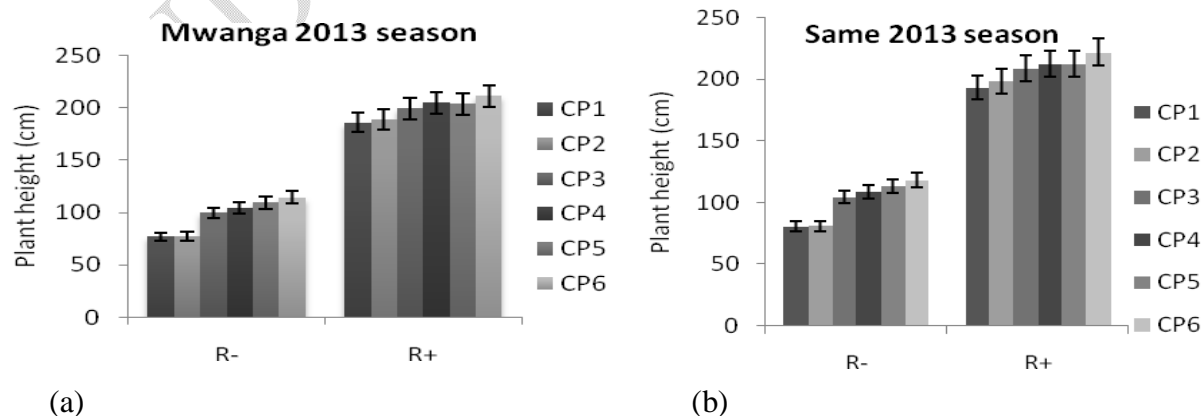 Mwanga 2013 season
Plant height (cm)
250
200
150
100
50
0
R-
R+
CP1
CP2
CP3
CP4
CP5
CP6
(a)
Same 2013 season
Plant height (cm)
250
200
150
100
50
0
R-
R+
CP1
CP2
CP3
CP4
CP5
CP6
(b)